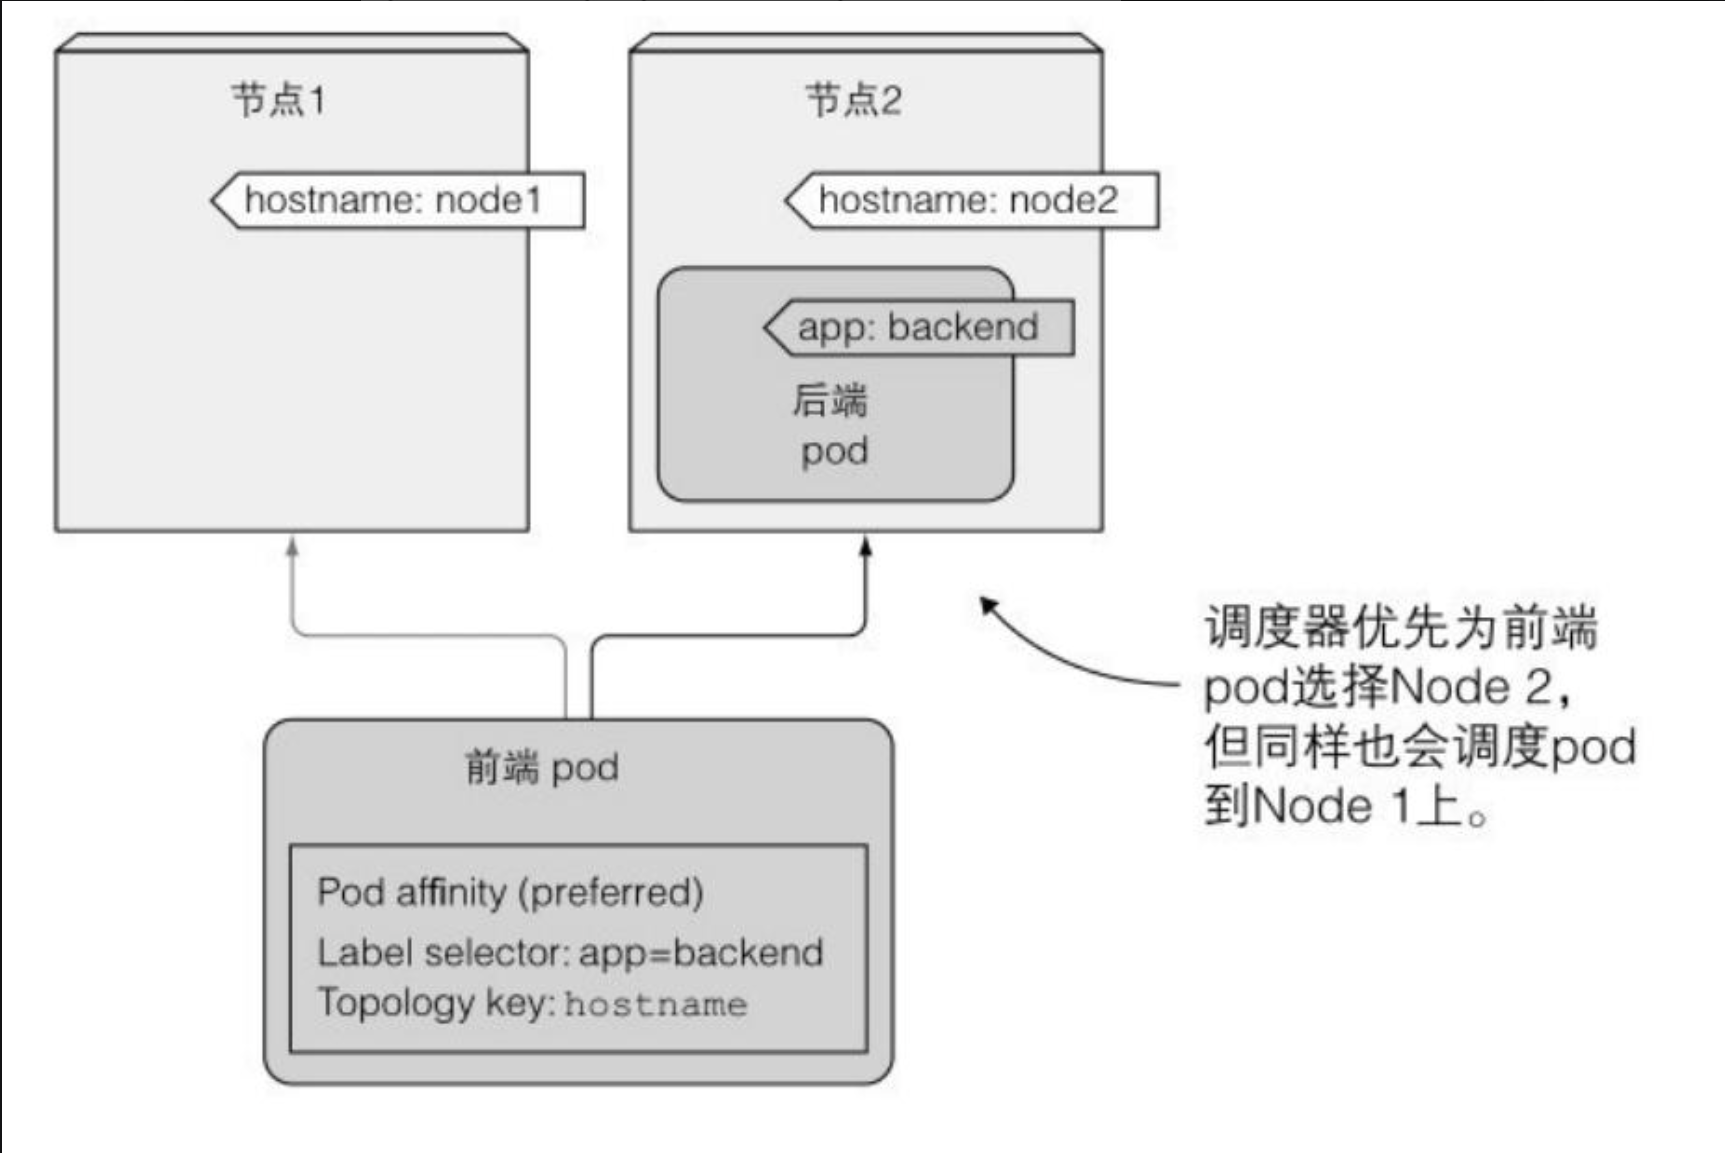 节点1
hostname: node1
节点2
hostname: node2
app: backend
后端
pod
调度器优先为前端
pod选择Node 2，
但同样也会调度pod
到Node 1上。
前端 pod
Pod affinity (preferred)
Label selector: app=backend
Topology key: hostname